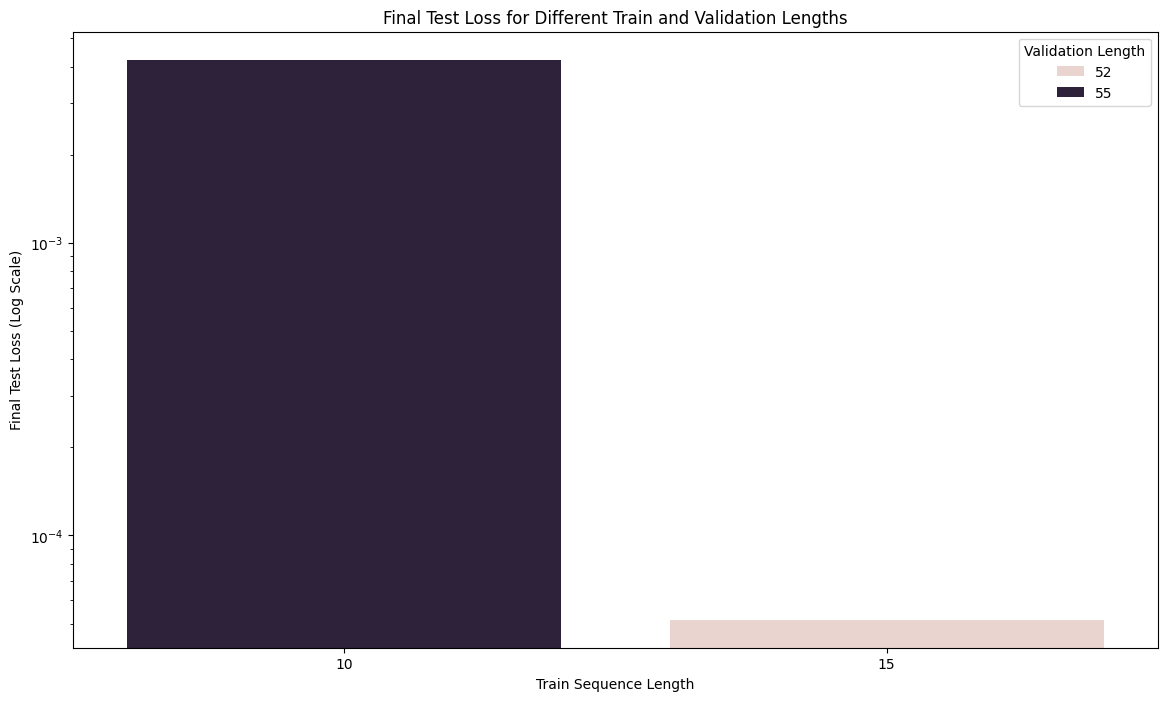 Final Test Loss for Different Train and Validation Lengths
Validation Length
52
55
Final Test Loss (Log Scale)
10⁻³
10⁻⁴
10
15
Train Sequence Length